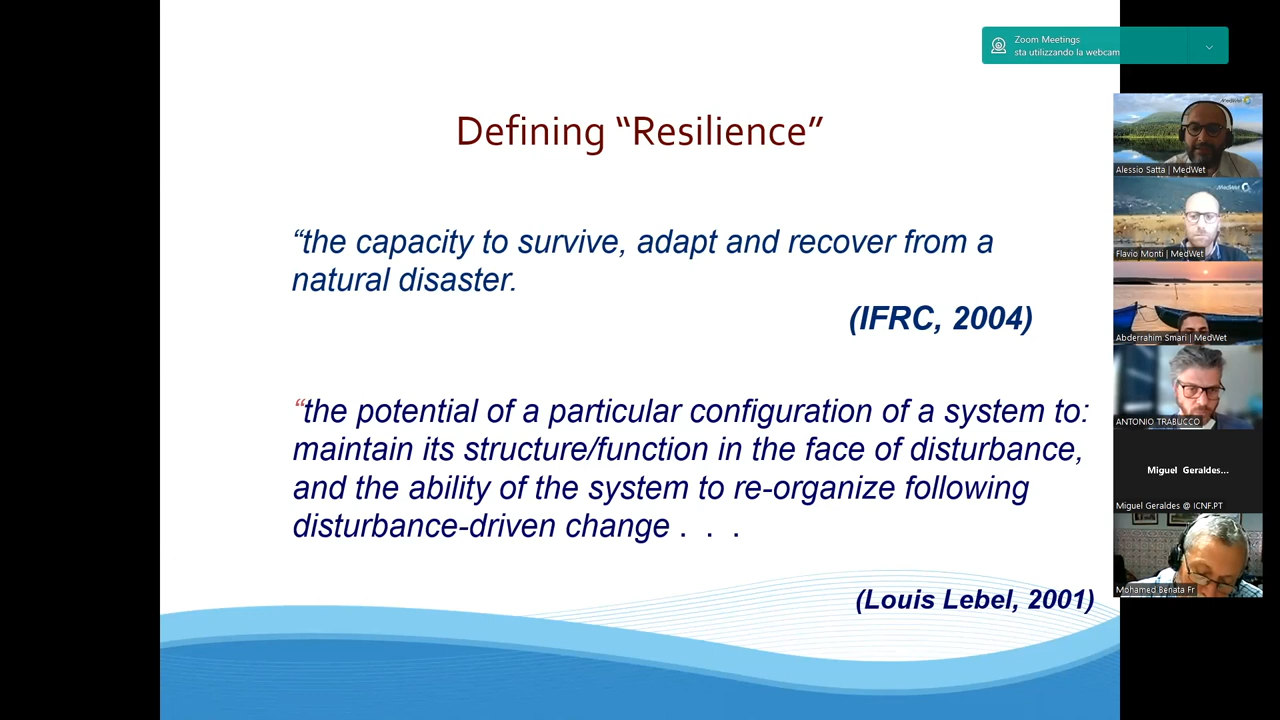 Zoom Meetings
sta utilizzando la webcam
Defining “Resilience”
“the capacity to survive, adapt and recover from a
natural disaster.
(IFRC, 2004)
“the potential of a particular configuration of a system to:
maintain its structure/function in the face of disturbance,
and the ability of the system to re-organize following
disturbance-driven change . . .
(Louis Lebel, 2001)
MedWet
Alessio Satta | MedWet
MedWet
Flavio Monti | MedWet
Abderrahim Smari | MedWet
ANTONIO TRABUCCO
Miguel Geraldes...
Miguel Geraldes @ ICNF.PT
Mohamed Benata Fr